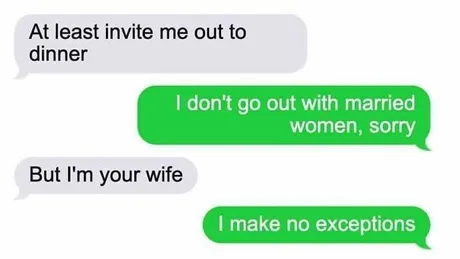 At least invite me out to
dinner
I don't go out with married
women, sorry
But I'm your wife
I make no exceptions